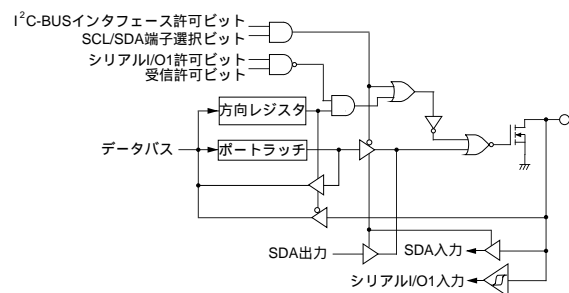 I²C-BUSインタフェース許可ビット
SCL/SDA端子選択ビット
シリアルI/O1許可ビット
受信許可ビット
方向レジスタ
データバス
ポートラッチ
SDA出力
SDA入力
シリアルI/O1入力